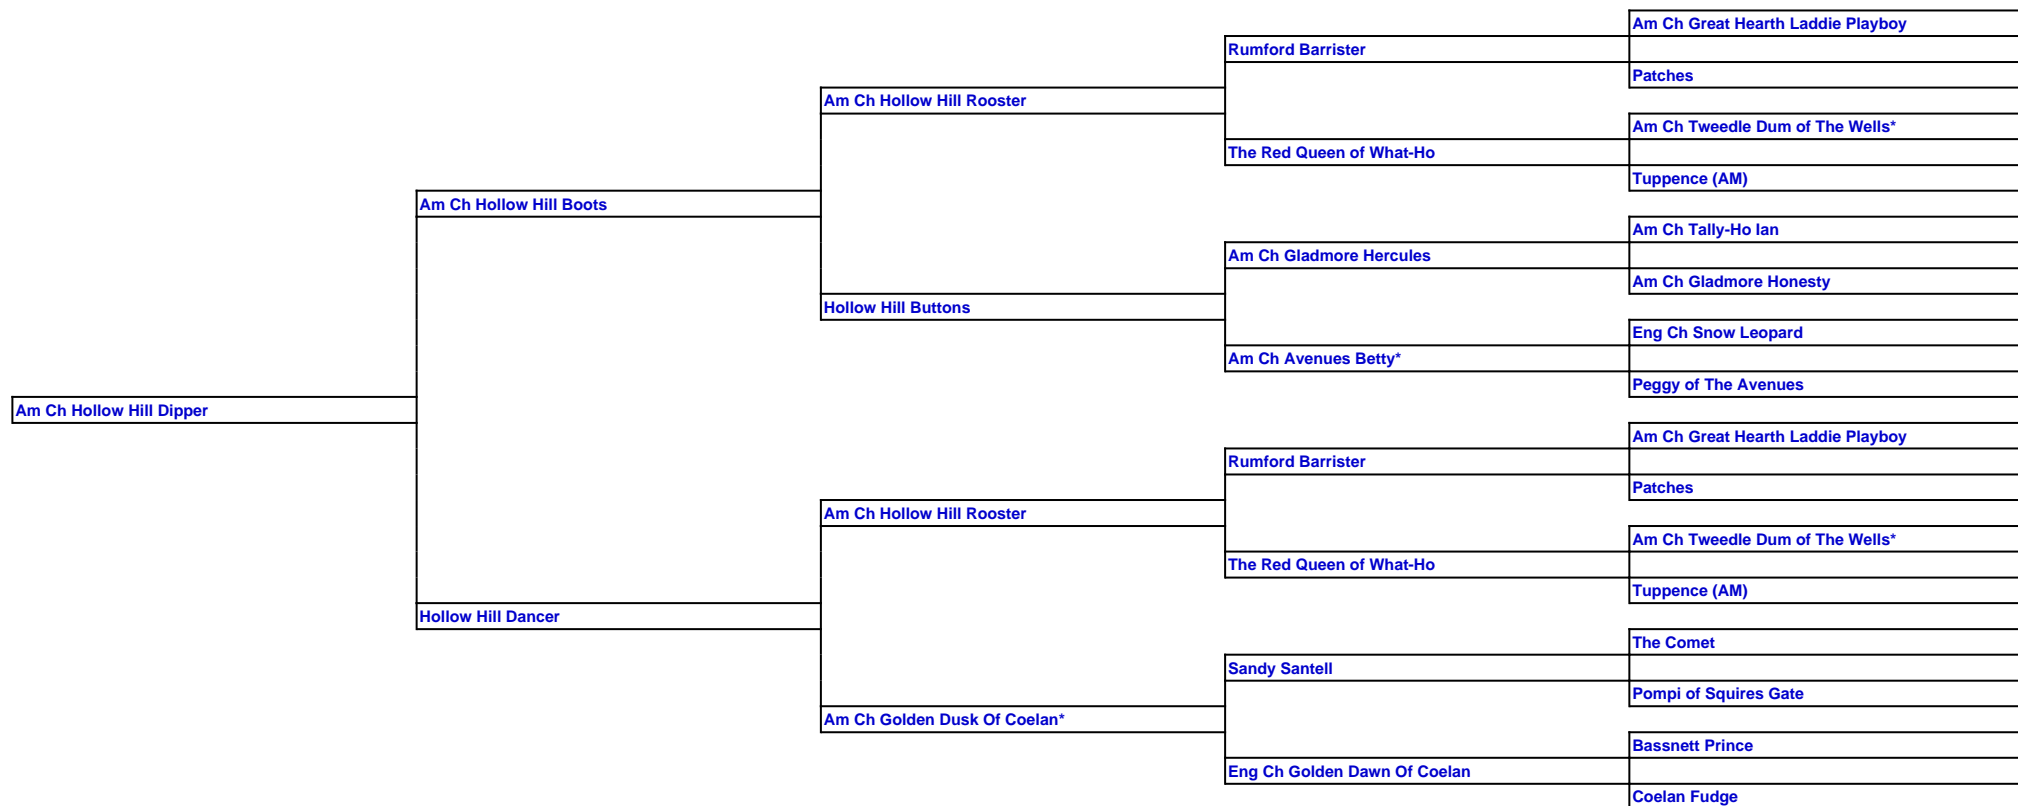 Am Ch Great Hearth Laddie Playboy
Rumford Barrister
Patches
Am Ch Hollow Hill Rooster
Am Ch Tweedle Dum of The Wells*
The Red Queen of What-Ho
Tuppence (AM)
Am Ch Hollow Hill Boots
Am Ch Tally-Ho Ian
Am Ch Gladmore Hercules
Am Ch Gladmore Honesty
Hollow Hill Buttons
Eng Ch Snow Leopard
Am Ch Avenues Betty*
Peggy of The Avenues
Am Ch Hollow Hill Dipper
Am Ch Great Hearth Laddie Playboy
Rumford Barrister
Patches
Am Ch Hollow Hill Rooster
Am Ch Tweedle Dum of The Wells*
The Red Queen of What-Ho
Tuppence (AM)
Hollow Hill Dancer
The Comet
Sandy Santell
Pompi of Squires Gate
Am Ch Golden Dusk Of Coelan*
Bassnett Prince
Eng Ch Golden Dawn Of Coelan
Coelan Fudge